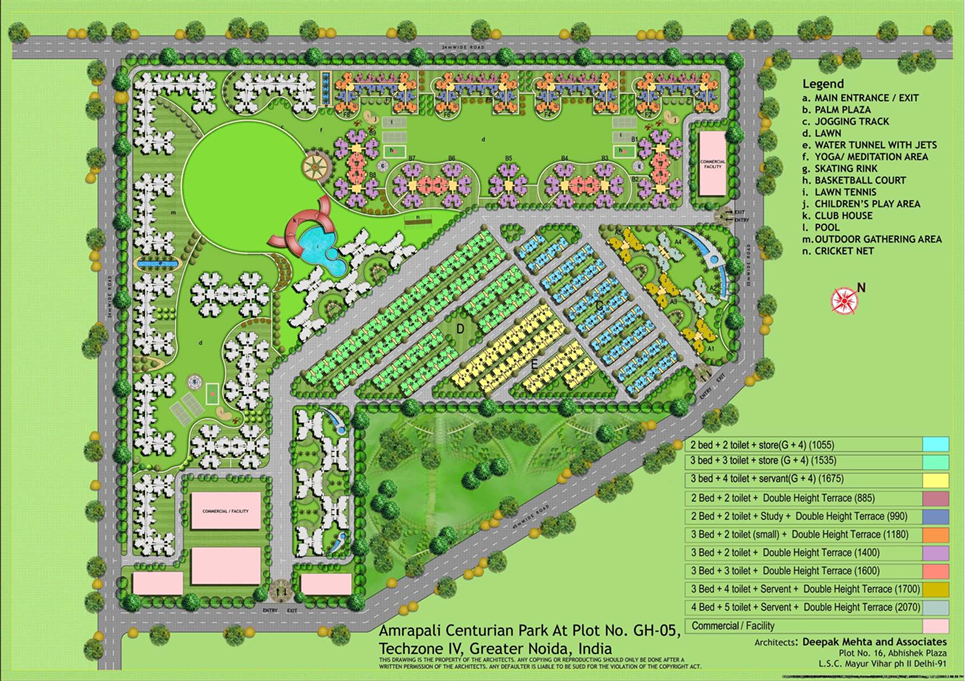 24MWIDE ROAD
Legend
a. MAIN ENTRANCE / EXIT
b. PALM PLAZA
c. JOGGING TRACK
d. LAWN
e. WATER TUNNEL WITH JETS
f. YOGA/ MEDITATION AREA
g. SKATING RINK
h. BASKETBALL COURT
i. LAWN TENNIS
j. CHILDREN'S PLAY AREA
k. CLUB HOUSE
l. POOL
m. OUTDOOR GATHERING AREA
n. CRICKET NET
N
COMMERCIAL
FACILITY
B1
B2
B3
B4
B5
B6
B7
B8
EXIT
ENTRY
A4
A3
A1
D
E
ENTRY EXIT
COMMERCIAL / FACILITY
ENTRY EXIT
2 bed + 2 toilet + store(G + 4) (1055)
3 bed + 3 toilet + store (G + 4) (1535)
3 bed + 4 toilet + servant(G + 4) (1675)
2 Bed + 2 toilet + Double Height Terrace (885)
2 Bed + 2 toilet + Study + Double Height Terrace (990)
3 Bed + 2 toilet (small) + Double Height Terrace (1180)
3 Bed + 2 toilet + Double Height Terrace (1400)
3 Bed + 3 toilet + Double Height Terrace (1600)
3 Bed + 4 toilet + Servent + Double Height Terrace (1700)
4 Bed + 5 toilet + Servent + Double Height Terrace (2070)
Commercial / Facility
Amrapali Centurian Park At Plot No. GH-05,
Techzone IV, Greater Noida, India
THIS DRAWING IS THE PROPERTY OF THE ARCHITECTS. ANY COPYING OR REPRODUCING SHOULD ONLY BE DONE AFTER A
WRITTEN PERMISSION OF THE ARCHITECTS. ANY DEFAULTER IS LIABLE TO BE SUED FOR THE VIOLATION OF THE COPYRIGHT ACT.
Architects: Deepak Mehta and Associates
Plot No. 16, Abhishek Plaza
L.S.C. Mayur Vihar ph II Delhi-91